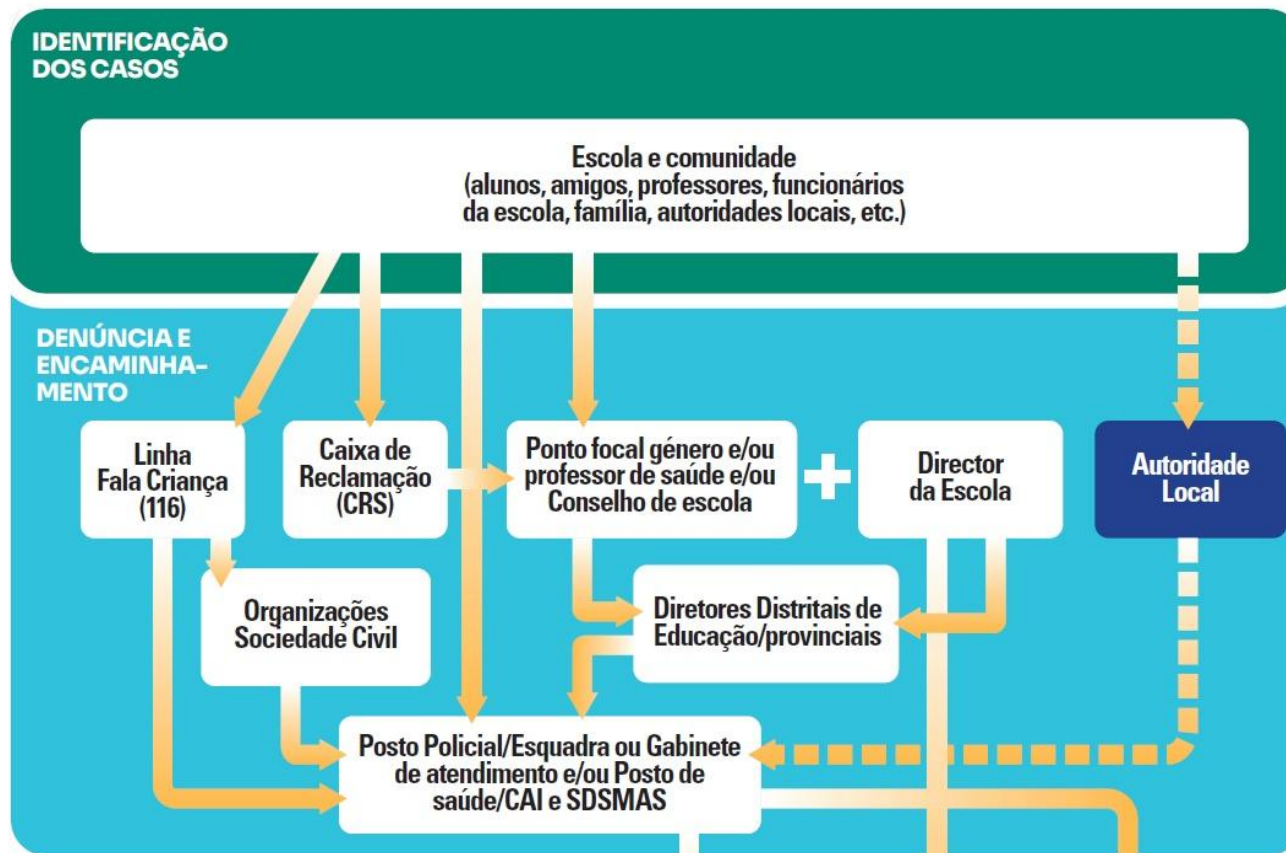 IDENTIFICAÇÃO
DOS CASOS
Escola e comunidade
(alunos, amigos, professores, funcionários
da escola, família, autoridades locais, etc.)
DENÚNCIA E
ENCAMINHA-
MENTO
Linha
Fala Criança
(116)
Caixa de
Reclamação
(CRS)
Ponto focal género e/ou
professor de saúde e/ou
Conselho de escola
Director
da Escola
Autoridade
Local
Organizações
Sociedade Civil
Diretores Distritais de
Educação/provinciais
Posto Policial/Esquadra ou Gabinete
de atendimento e/ou Posto de
saúde/CAI e SDSMAS